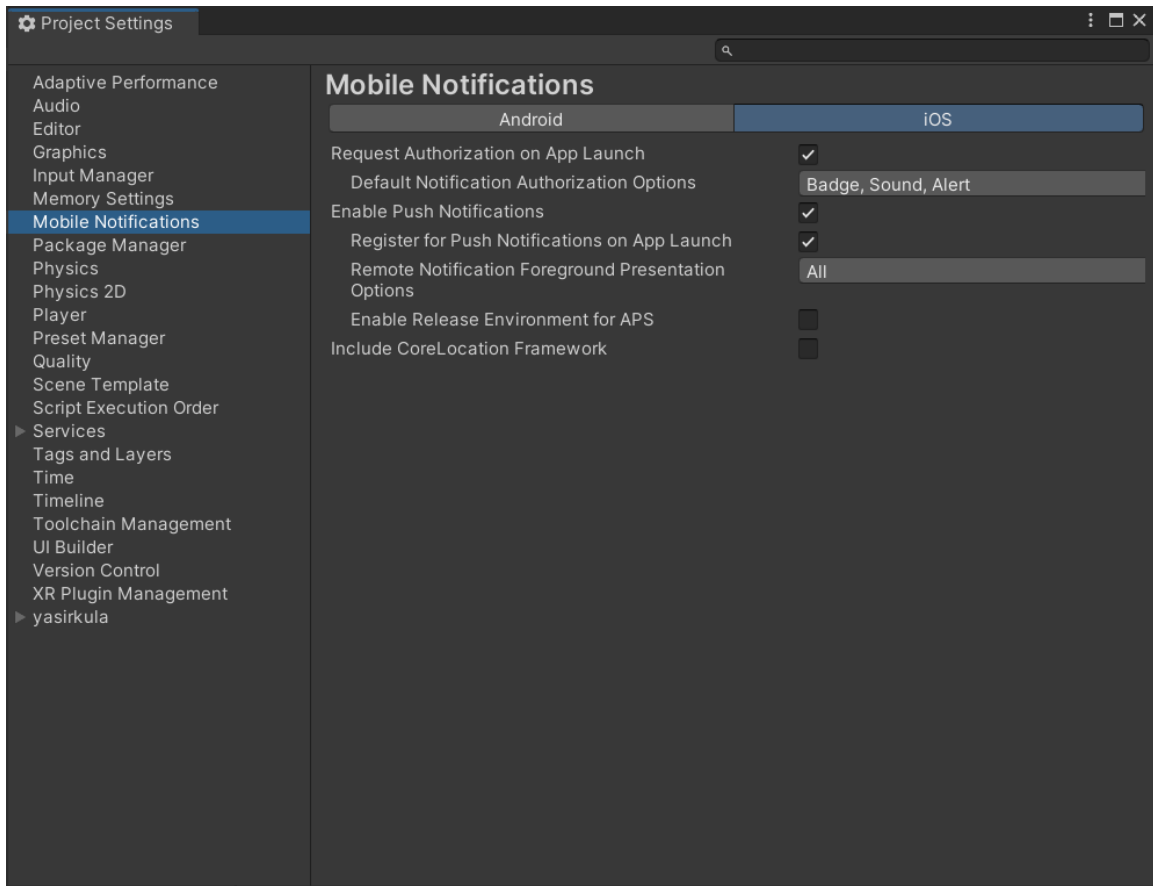 Project Settings
Adaptive Performance
Audio
Editor
Graphics
Input Manager
Memory Settings
Mobile Notifications
Package Manager
Physics
Physics 2D
Player
Preset Manager
Quality
Scene Template
Script Execution Order
Services
Tags and Layers
Time
Timeline
Toolchain Management
UI Builder
Version Control
XR Plugin Management
yasirkula
Mobile Notifications
Android iOS
Request Authorization on App Launch
Default Notification Authorization Options Badge, Sound, Alert
Enable Push Notifications
Register for Push Notifications on App Launch
Remote Notification Foreground Presentation All
Options
Enable Release Environment for APS
Include CoreLocation Framework